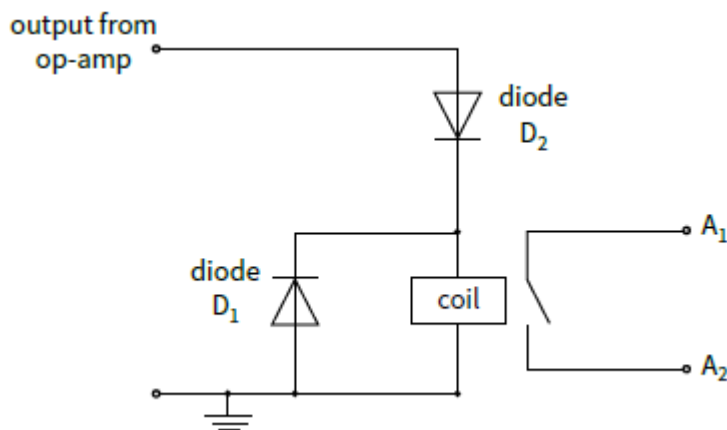 output from
op-amp
diode
D₂
A₁
diode
D₁
coil
A₂